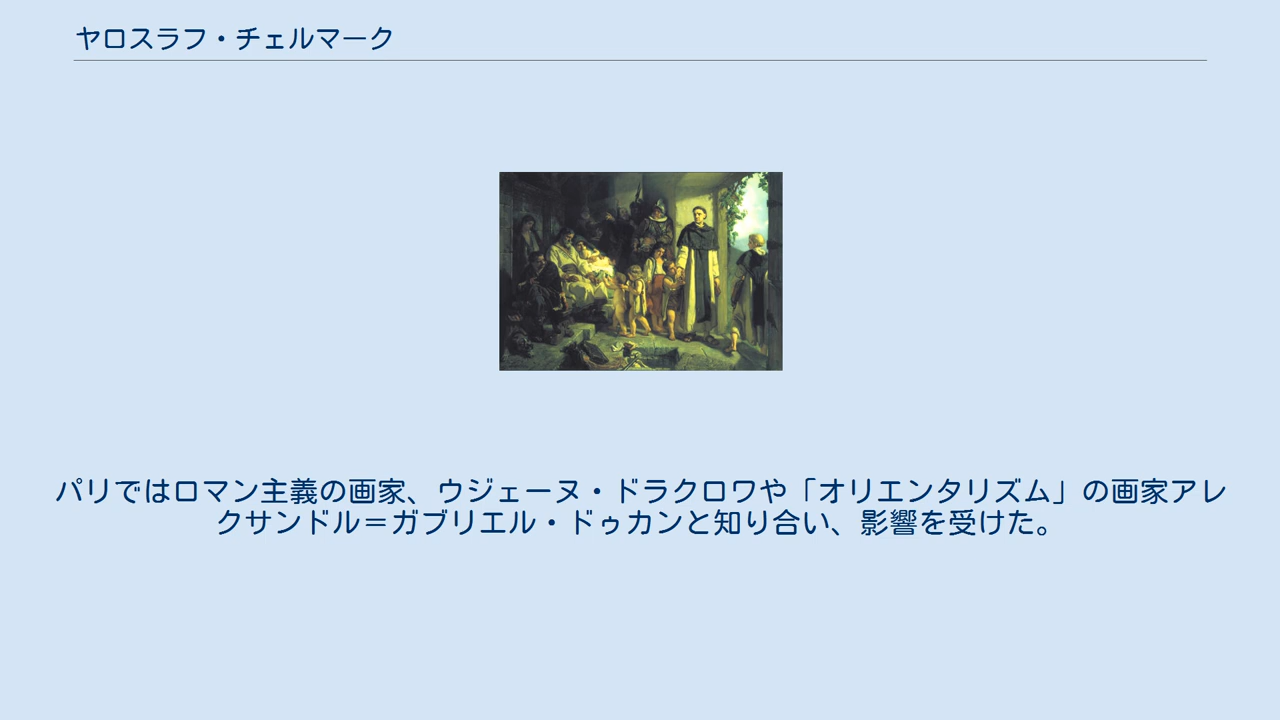 ヤロスラフ・チェルマーク
パリではロマン主義の画家、ウジェーヌ・ドラクロワや「オリエンタリズム」の画家アレ
クサンドル＝ガブリエル・ドゥカンと知り合い、影響を受けた。